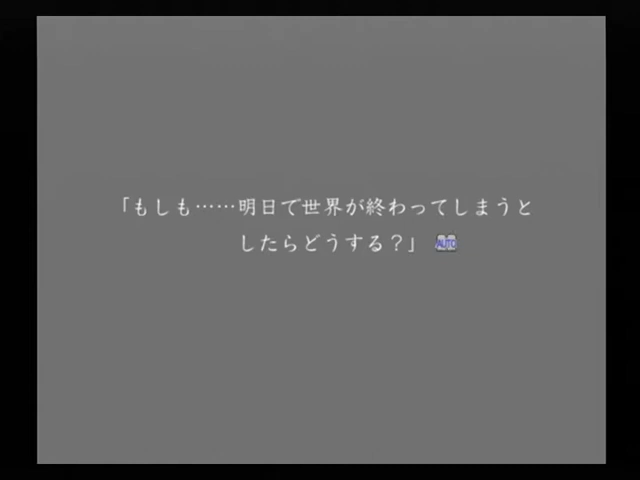 「もしも……明日で世界が終わってしまうと
したらどうする？」 AUTO